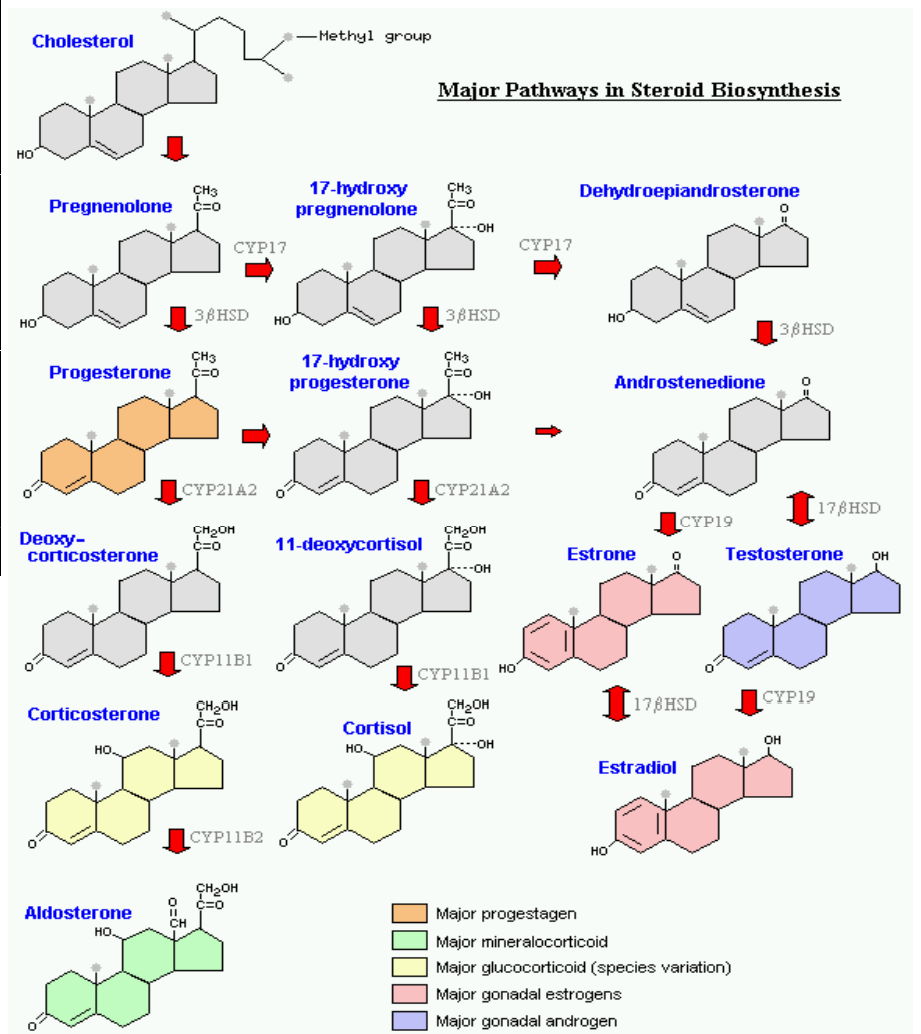 Cholesterol
Methyl group
Major Pathways in Steroid Biosynthesis
HO
Pregnenolone
CH3
C=O
HO
CYP17
17-hydroxy
pregnenolone
CH3
C=O
OH
HO
CYP17
Dehydroepiandrosterone
O
HO
3βHSD
3βHSD
3βHSD
Progesterone
CH3
C=O
O
17-hydroxy
progesterone
CH3
C=O
OH
O
Androstenedione
O
O
CYP21A2
CYP21A2
CYP19
17βHSD
Deoxy-
corticosterone
CH2OH
C=O
O
11-deoxycortisol
CH2OH
C=O
OH
O
Estrone
O
HO
Testosterone
OH
O
CYP11B1
CYP11B1
17βHSD
CYP19
Corticosterone
CH2OH
C=O
HO
O
Cortisol
CH2OH
C=O
HO
OH
O
Estradiol
OH
HO
CYP11B2
Aldosterone
CH2OH
C=O
O
CH
HO
O
Major progestagen
Major mineralocorticoid
Major glucocorticoid (species variation)
Major gonadal estrogens
Major gonadal androgen